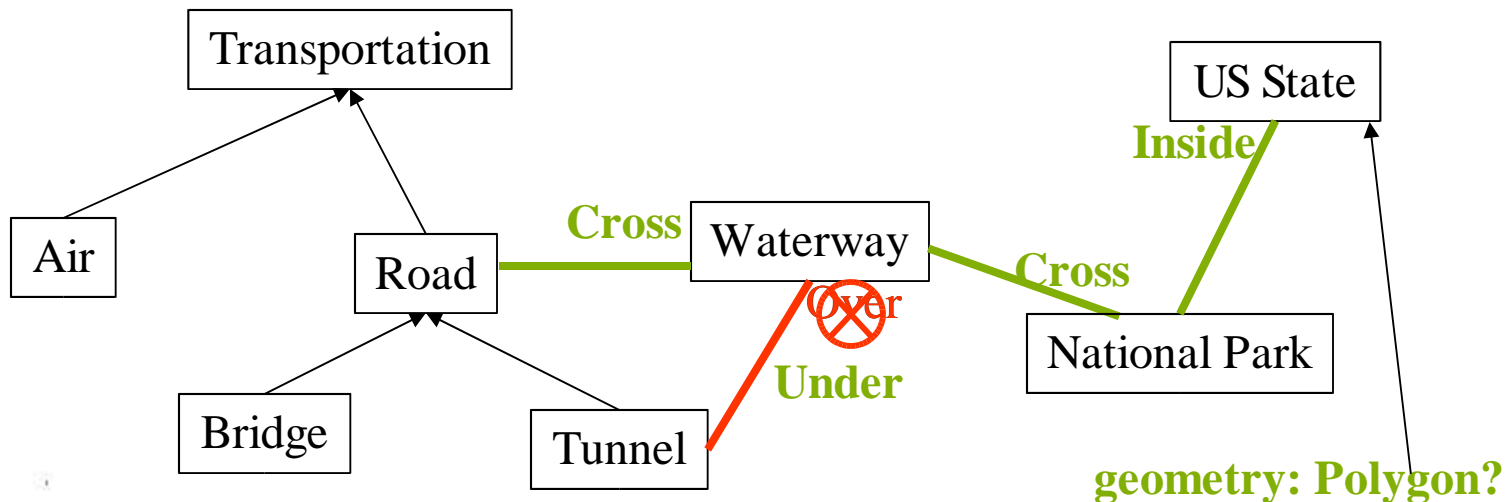 Transportation
US State
Inside
Air
Road
Cross
Waterway
Cross
Over
National Park
Under
Bridge
Tunnel
geometry: Polygon?